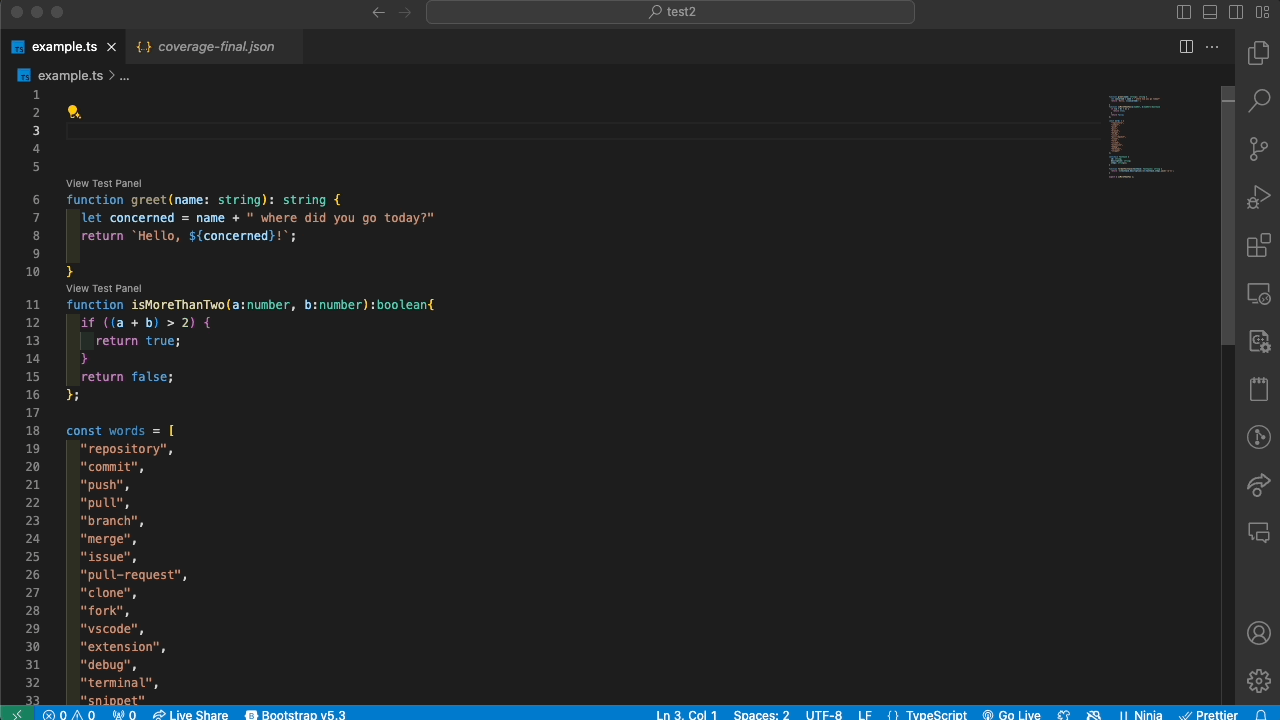 test2
example.ts
{..} coverage-final.json
example.ts > ...
1
2
3
4
5
View Test Panel
6 function greet(name: string): string {
7 let concerned = name + " where did you go today?"
8 return `Hello, ${concerned}!`;
9
10 }
View Test Panel
11 function isMoreThanTwo(a:number, b:number):boolean{
12 if ((a + b) > 2) {
13 return true;
14 }
15 return false;
16 };
17
18 const words = [
19 "repository",
20 "commit",
21 "push",
22 "pull",
23 "branch",
24 "merge",
25 "issue",
26 "pull-request",
27 "clone",
28 "fork",
29 "vscode",
30 "extension",
31 "debug",
32 "terminal",
33 "snippet"
0 0 0 Live Share Bootstrap v5.3 Ln 3, Col 1 Spaces: 2 UTF-8 LF {} TypeScript Go Live Ninja Prettier